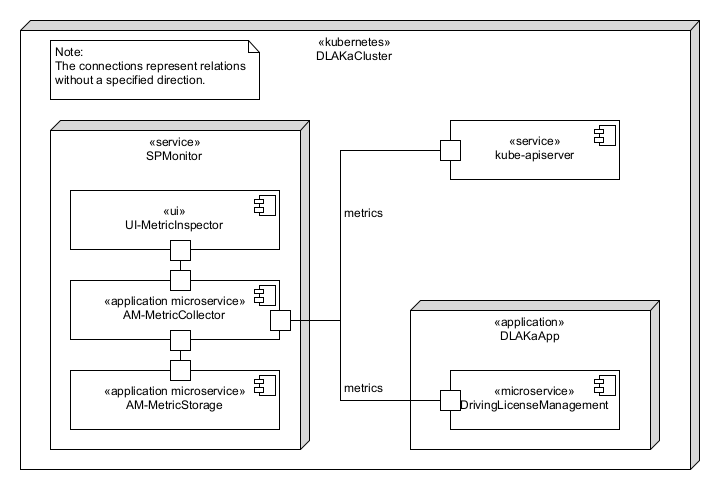 «kubernetes»
DLAKaCluster
Note:
The connections represent relations
without a specified direction.
«service»
SPMonitor
«ui»
UI-MetricInspector
«application microservice»
AM-MetricCollector
«application microservice»
AM-MetricStorage
metrics
«service»
kube-apiserver
metrics
«application»
DLAKaApp
«microservice»
DrivingLicenseManagement